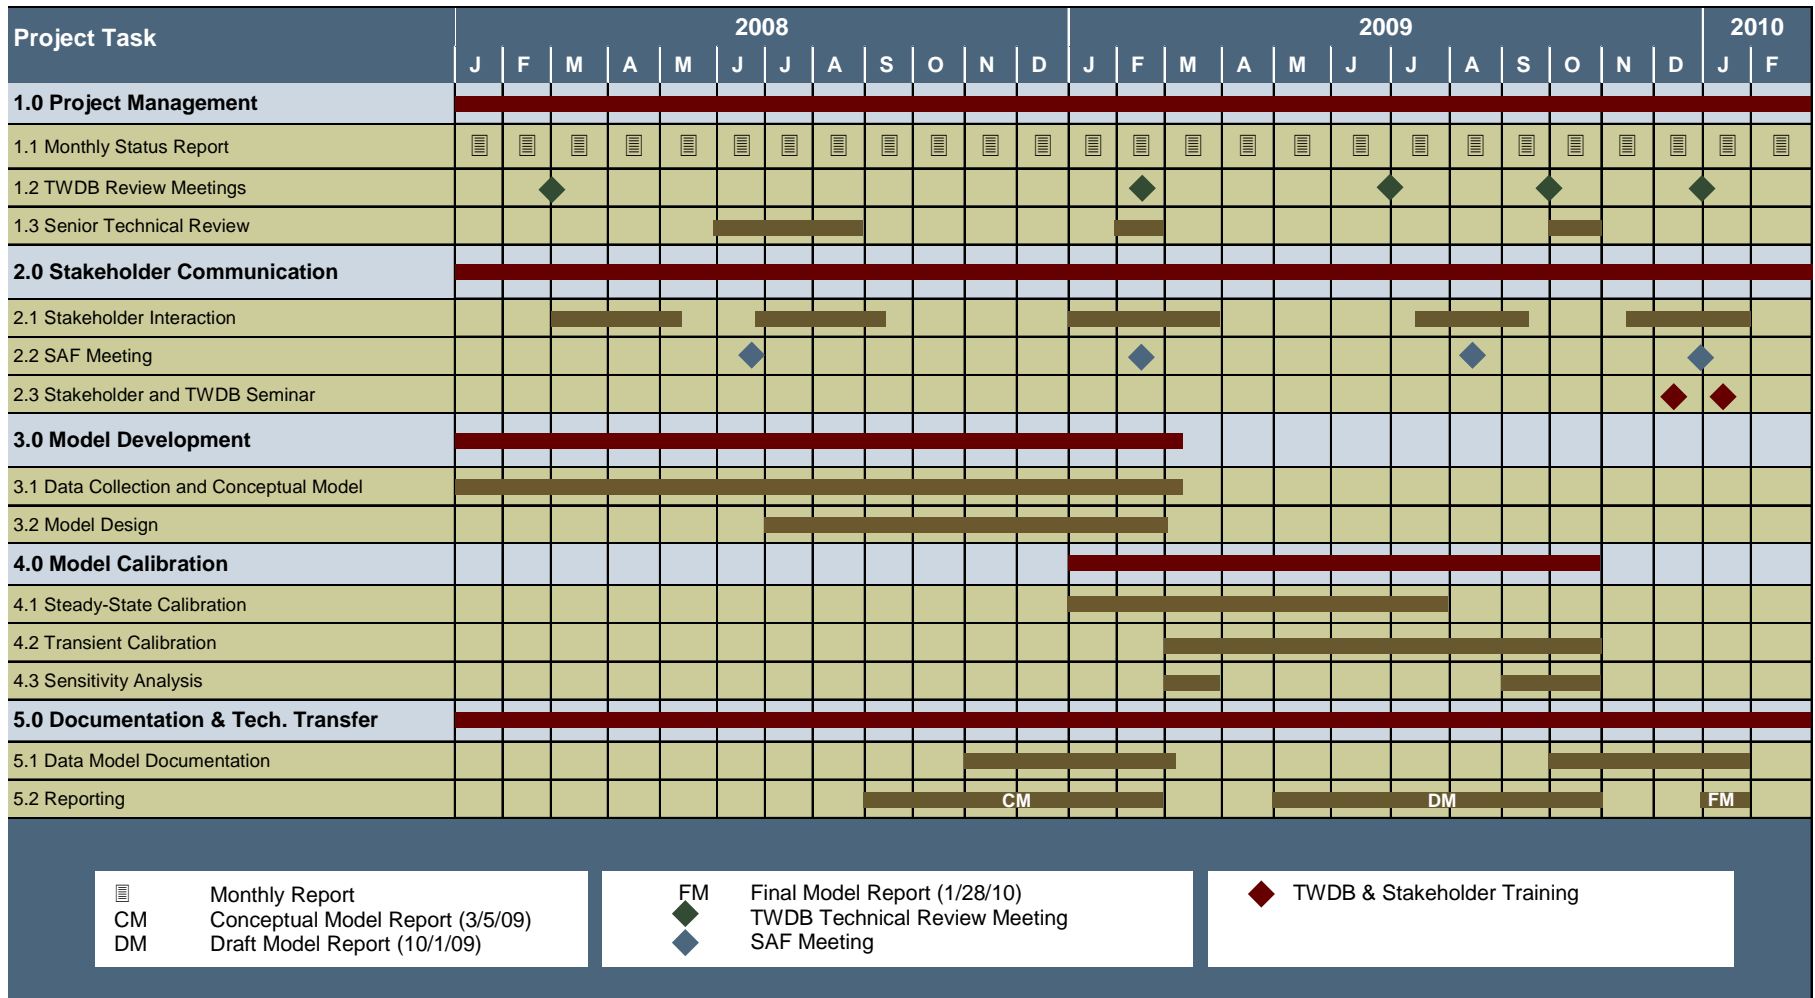 Project Task
2008 2009 2010
J F M A M J J A S O N D J F M A M J J A S O N D J F
1.0 Project Management
1.1 Monthly Status Report
1.2 TWDB Review Meetings
1.3 Senior Technical Review
2.0 Stakeholder Communication
2.1 Stakeholder Interaction
2.2 SAF Meeting
2.3 Stakeholder and TWDB Seminar
3.0 Model Development
3.1 Data Collection and Conceptual Model
3.2 Model Design
4.0 Model Calibration
4.1 Steady-State Calibration
4.2 Transient Calibration
4.3 Sensitivity Analysis
5.0 Documentation & Tech. Transfer
5.1 Data Model Documentation
5.2 Reporting CM DM FM
Monthly Report
CM Conceptual Model Report (3/5/09)
DM Draft Model Report (10/1/09)
FM Final Model Report (1/28/10)
TWDB Technical Review Meeting
SAF Meeting
TWDB & Stakeholder Training